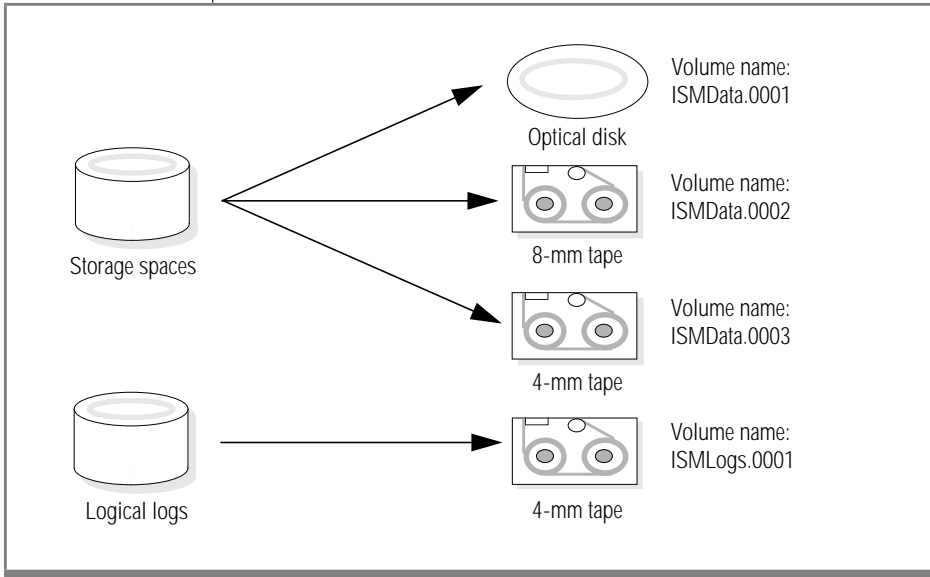 Volume name:
ISMData.0001
Optical disk
Volume name:
ISMData.0002
Storage spaces
8-mm tape
Volume name:
ISMData.0003
4-mm tape
Volume name:
ISMLogs.0001
Logical logs
4-mm tape